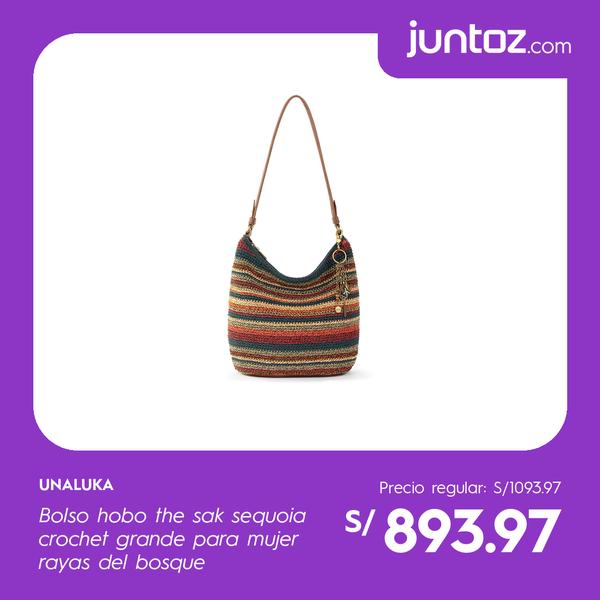 juntoz.com
UNALUKA
Bolso hobo the sak sequoia
crochet grande para mujer
rayas del bosque
Precio regular: S/1093.97
S/ 893.97